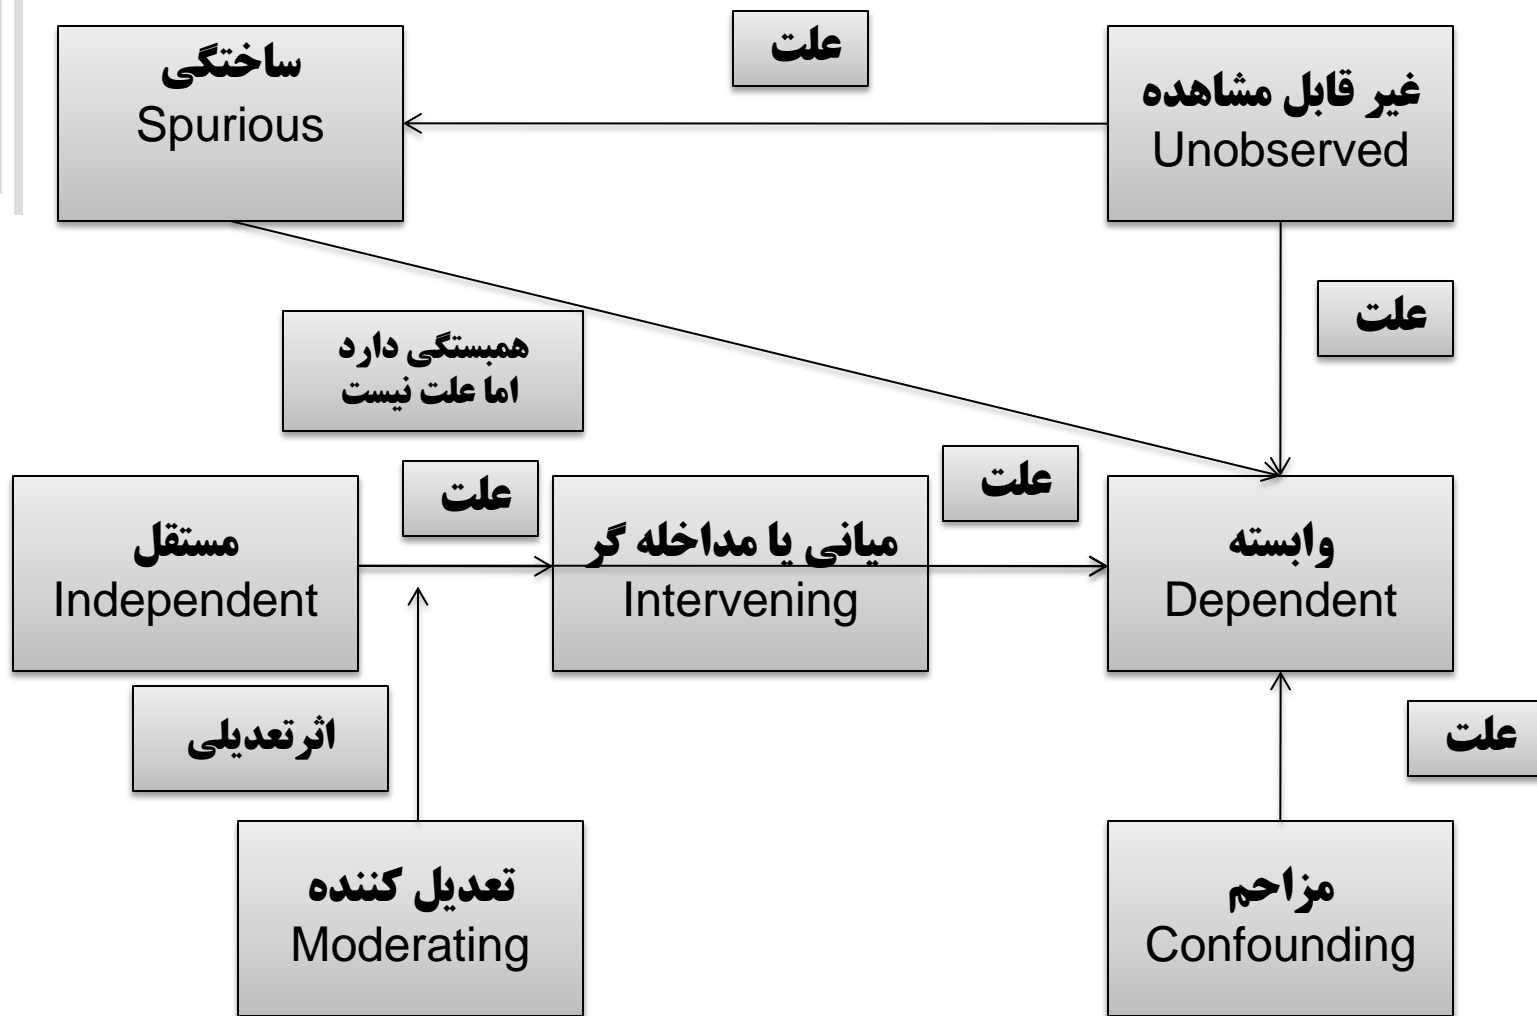 علت
ساختگی
Spurious
غیر قابل مشاهده
Unobserved
علت
همبستگی دارد
اما علت نیست
علت
علت
مستقل
Independent
میانی یا مداخله گر
Intervening
وابسته
Dependent
اثرتعدیلی
علت
تعدیل کننده
Moderating
مزاحم
Confounding